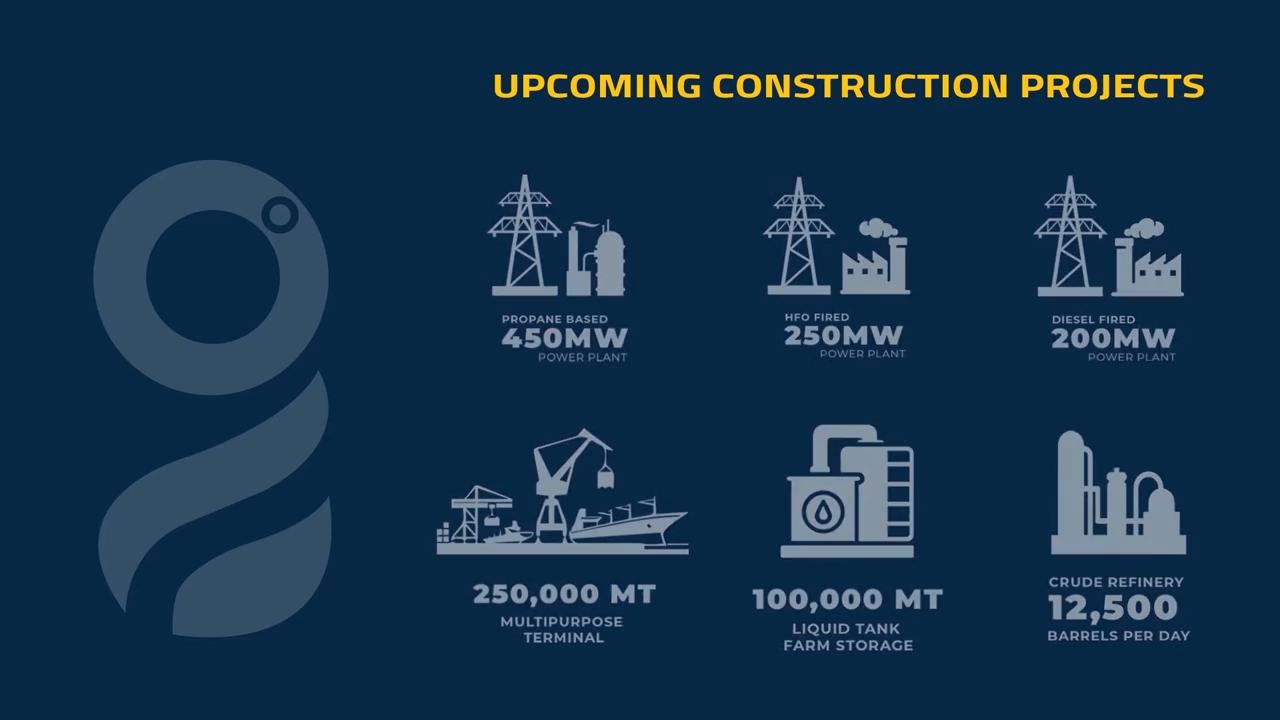 UPCOMING CONSTRUCTION PROJECTS
PROPANE BASED
450MW
POWER PLANT
HFO FIRED
250MW
POWER PLANT
DIESEL FIRED
200MW
POWER PLANT
250,000 MT
MULTIPURPOSE
TERMINAL
100,000 MT
LIQUID TANK
FARM STORAGE
CRUDE REFINERY
12,500
BARRELS PER DAY